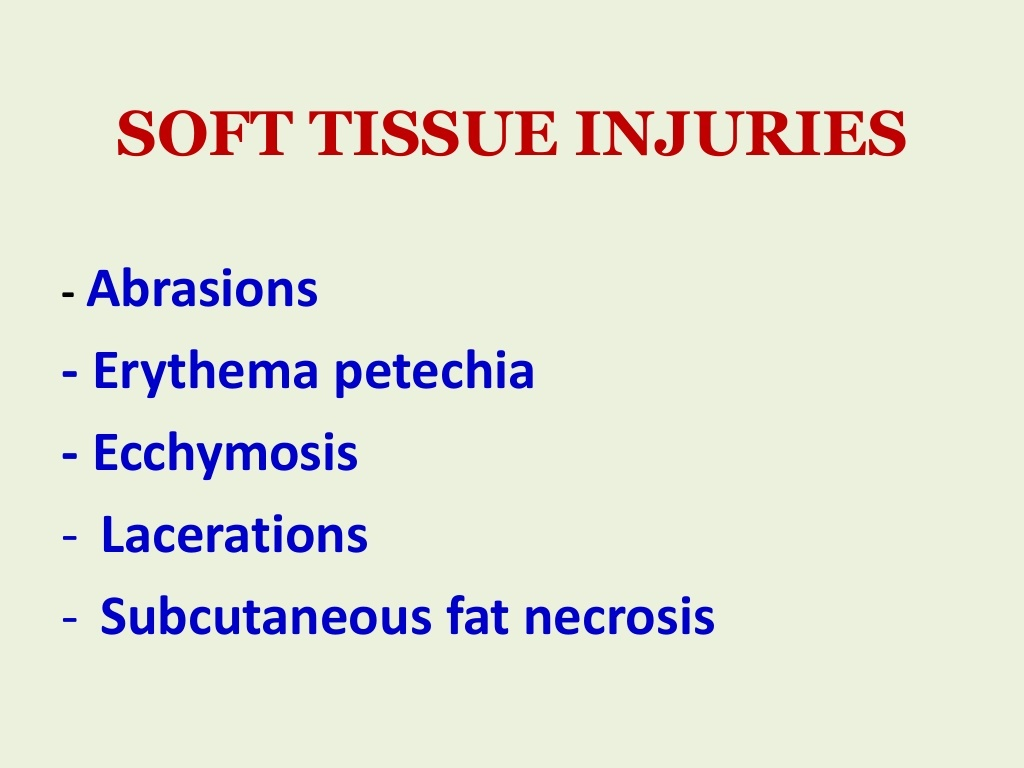 SOFT TISSUE INJURIES
- Abrasions
- Erythema petechia
- Ecchymosis
- Lacerations
- Subcutaneous fat necrosis